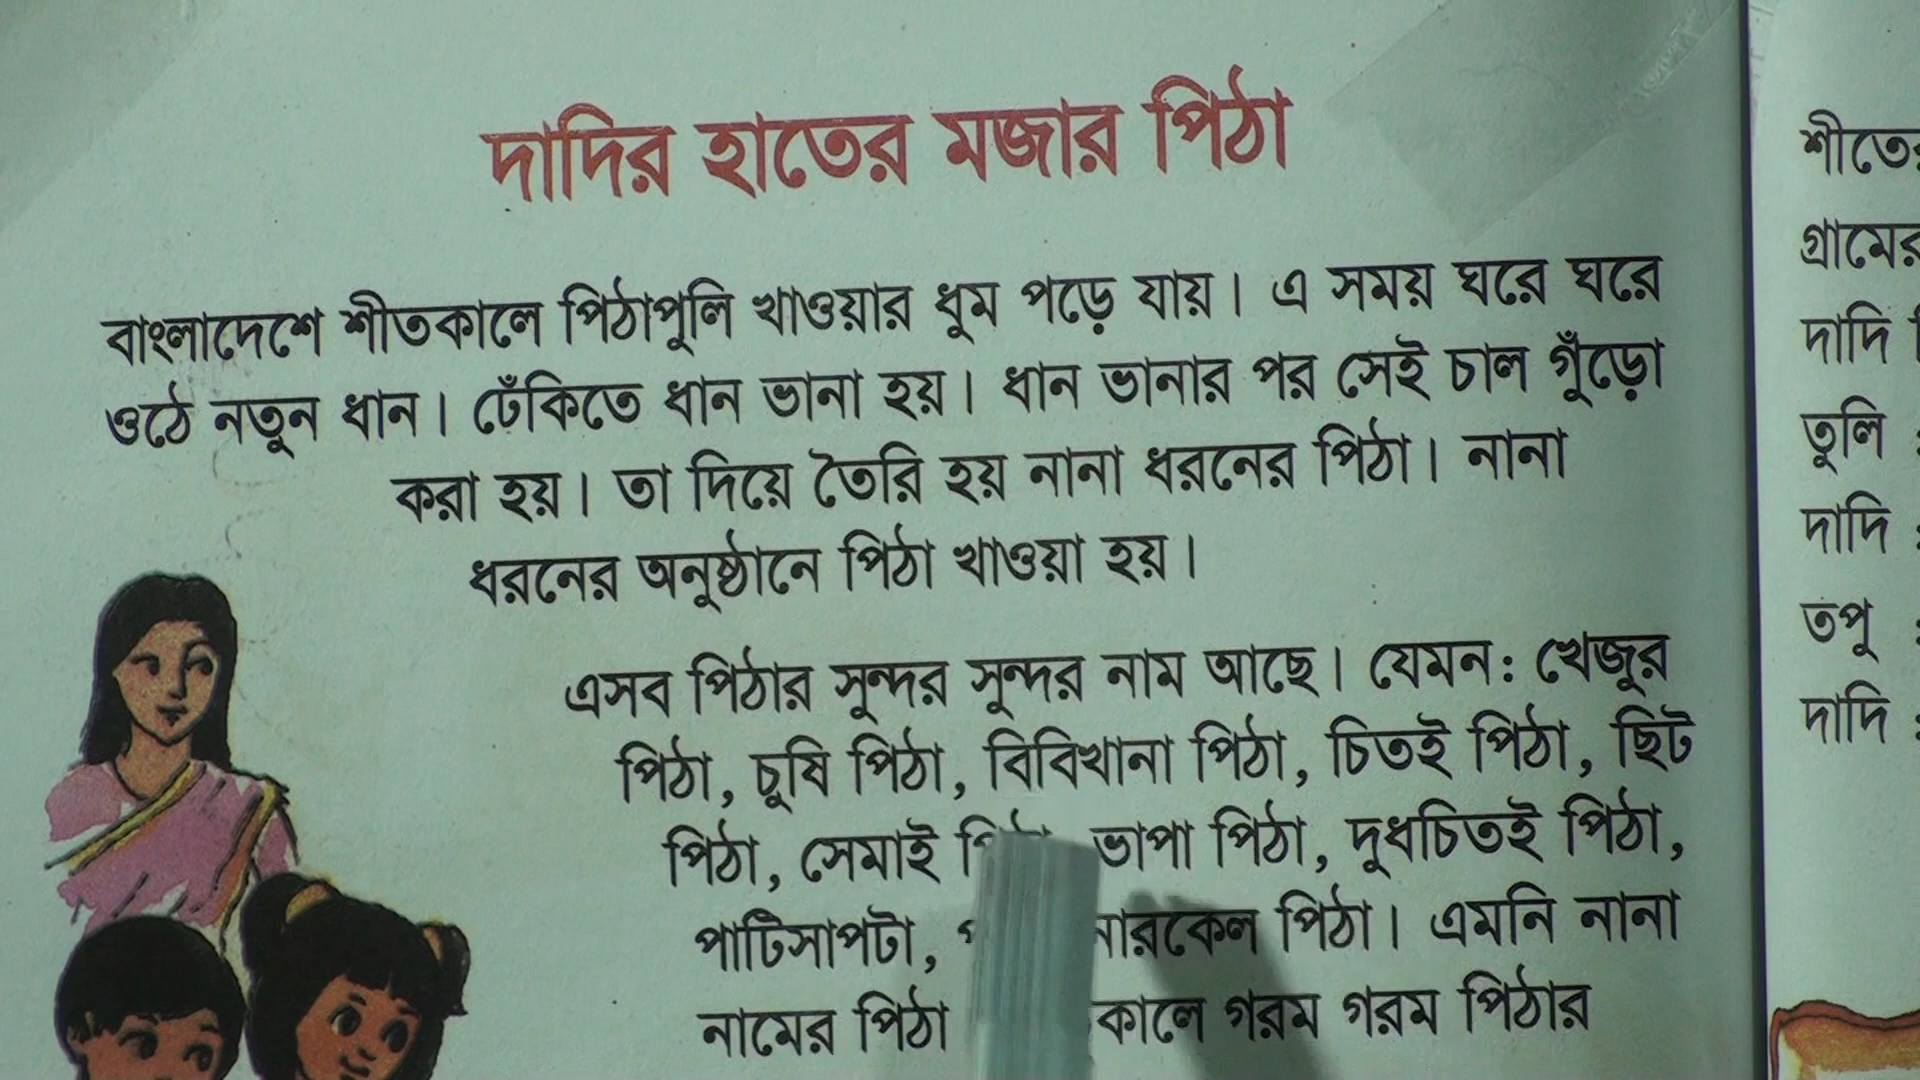 দাদির হাতের মজার পিঠা
বাংলাদেশে শীতকালে পিঠাপুলি খাওয়ার ধুম পড়ে যায়। এ সময় ঘরে ঘরে
ওঠে নতুন ধান। ঢেঁকিতে ধান ভানা হয়। ধান ভানার পর সেই চাল গুঁড়ো
করা হয়। তা দিয়ে তৈরি হয় নানা ধরনের পিঠা। নানা
ধরনের অনুষ্ঠানে পিঠা খাওয়া হয়।
এসব পিঠার সুন্দর সুন্দর নাম আছে। যেমন: খেজুর
পিঠা, চুষি পিঠা, বিবিখানা পিঠা, চিতই পিঠা, ছিট
পিঠা, সেমাই ভাপা পিঠা, দুধচিতই পিঠা,
পাটিসাপটা, পিঠা। এমনি নানা
নামের পিঠা গরম গরম পিঠার
দাদি
তুলি :
দাদি :
তপু :
দাদি :